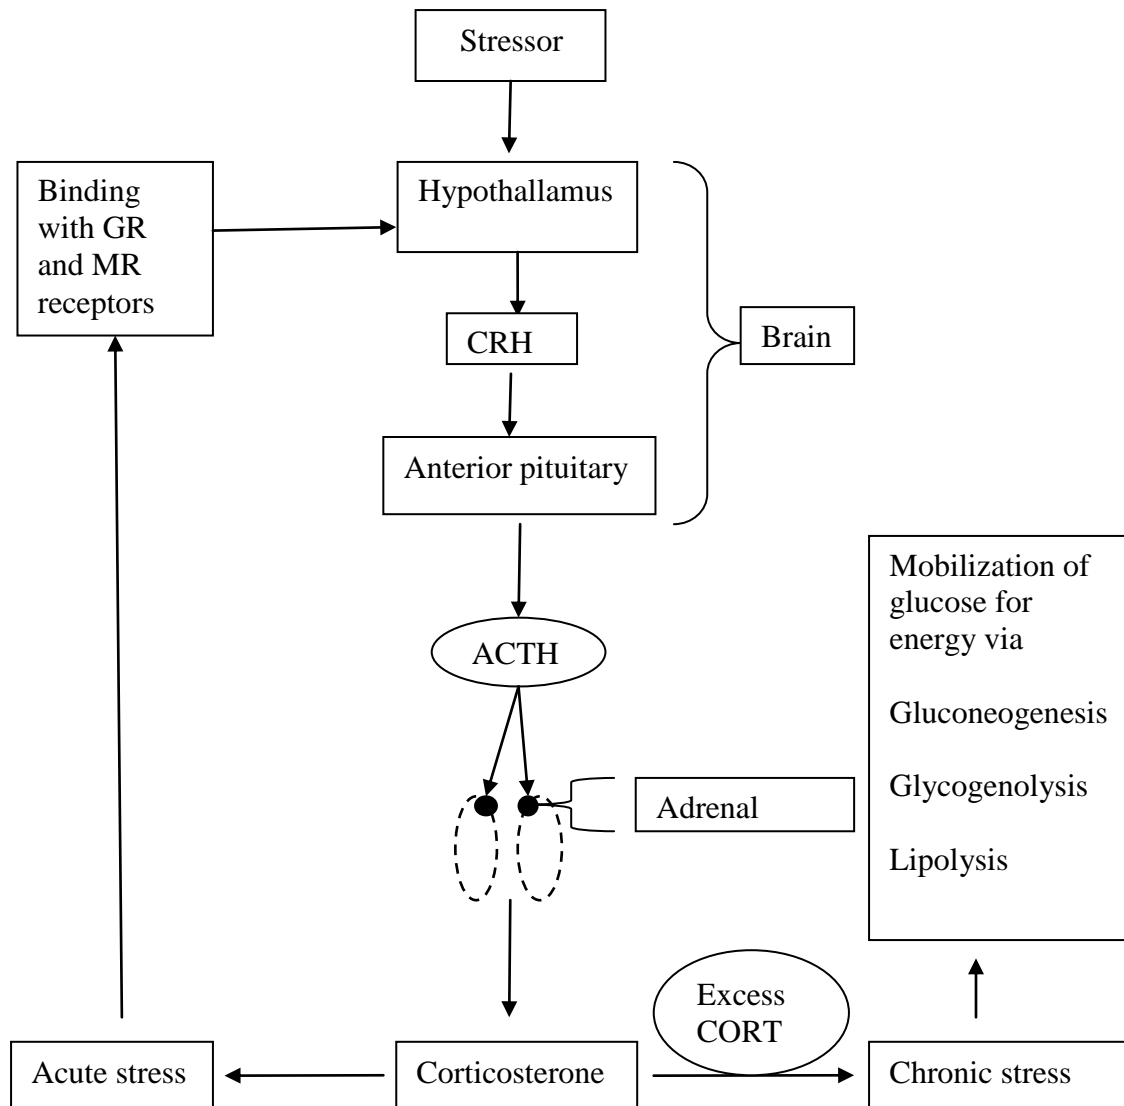 Stressor
Binding
with GR
and MR
receptors
Hypothallamus
CRH
Brain
Anterior pituitary
ACTH
Adrenal
Mobilization of
glucose for
energy via
Gluconeogenesis
Glycogenolysis
Lipolysis
Excess
CORT
Acute stress
Corticosterone
Chronic stress